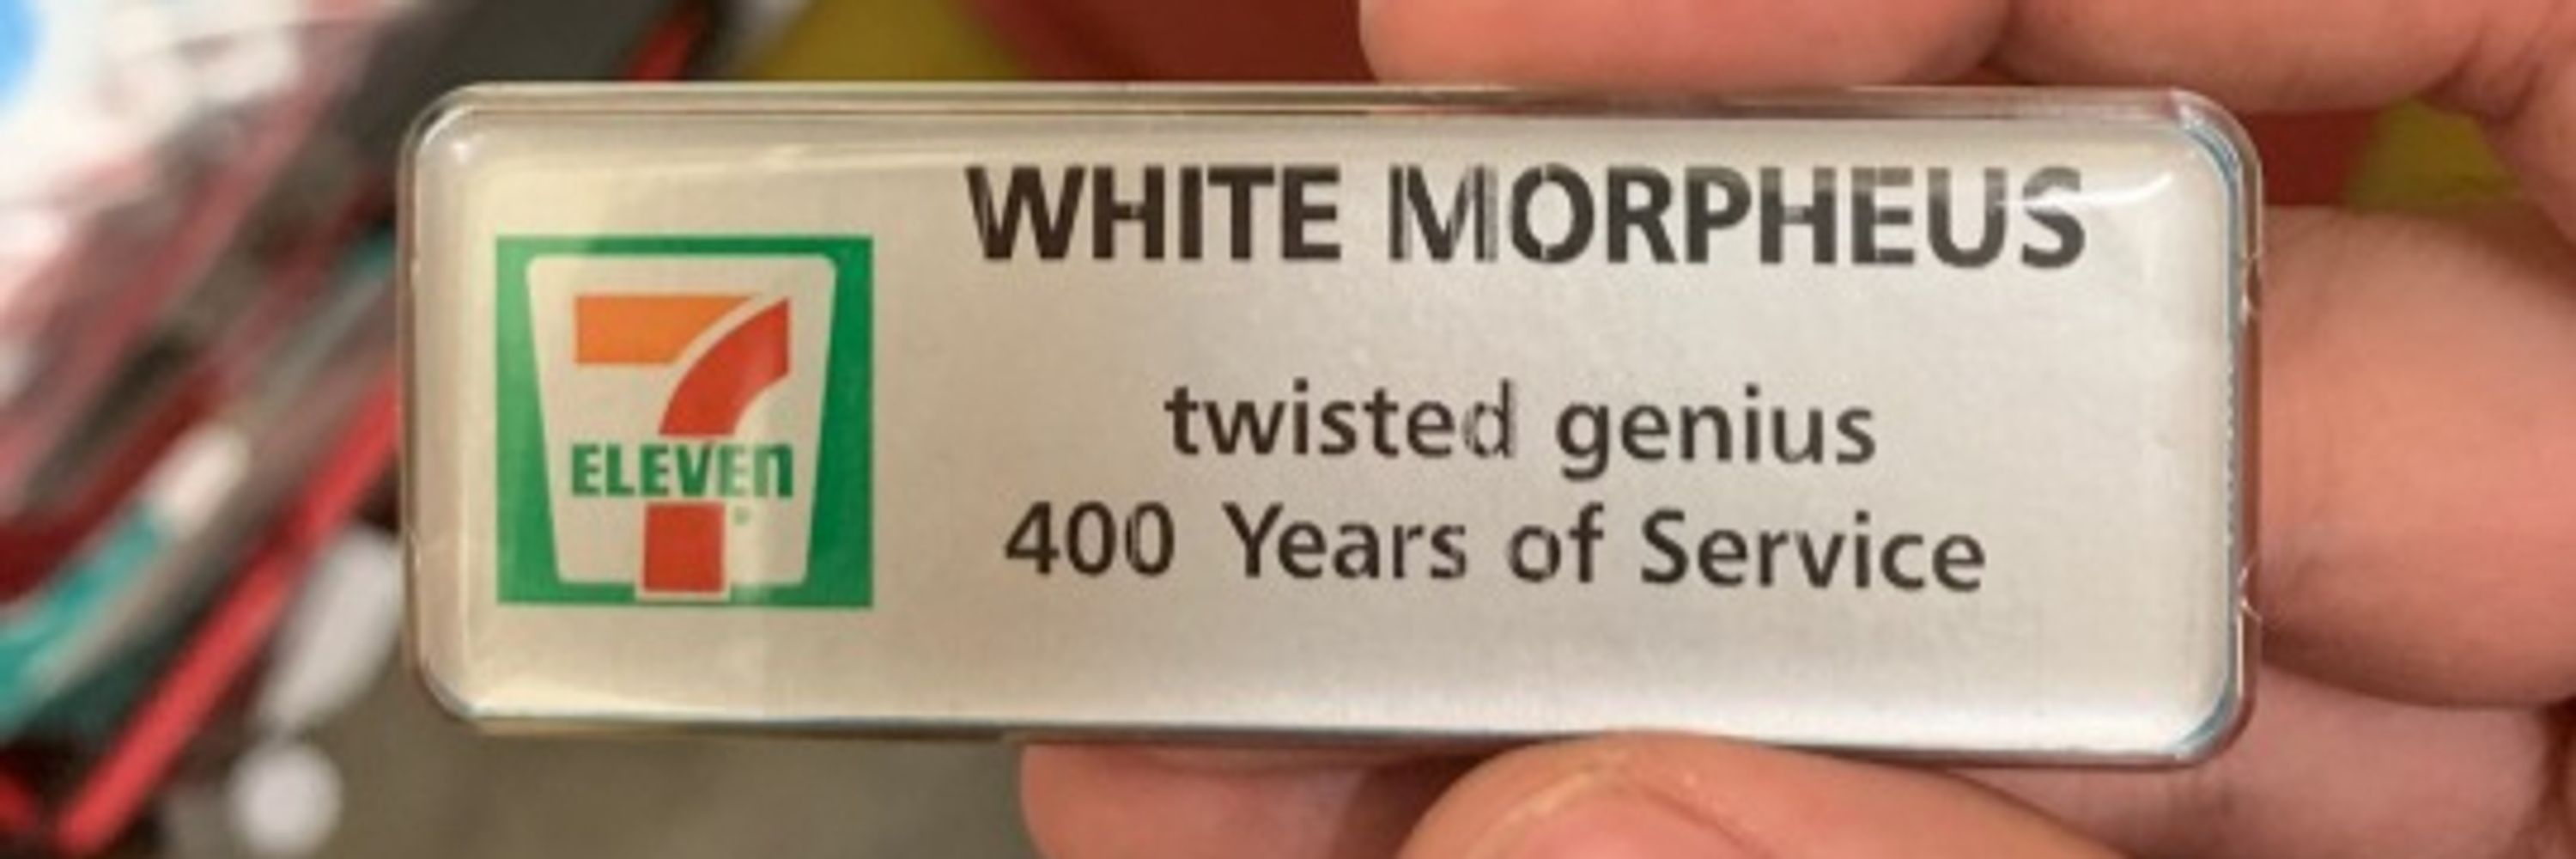 WHITE MORPHEUS
7
ELEVEn
®
twisted genius
400 Years of Service